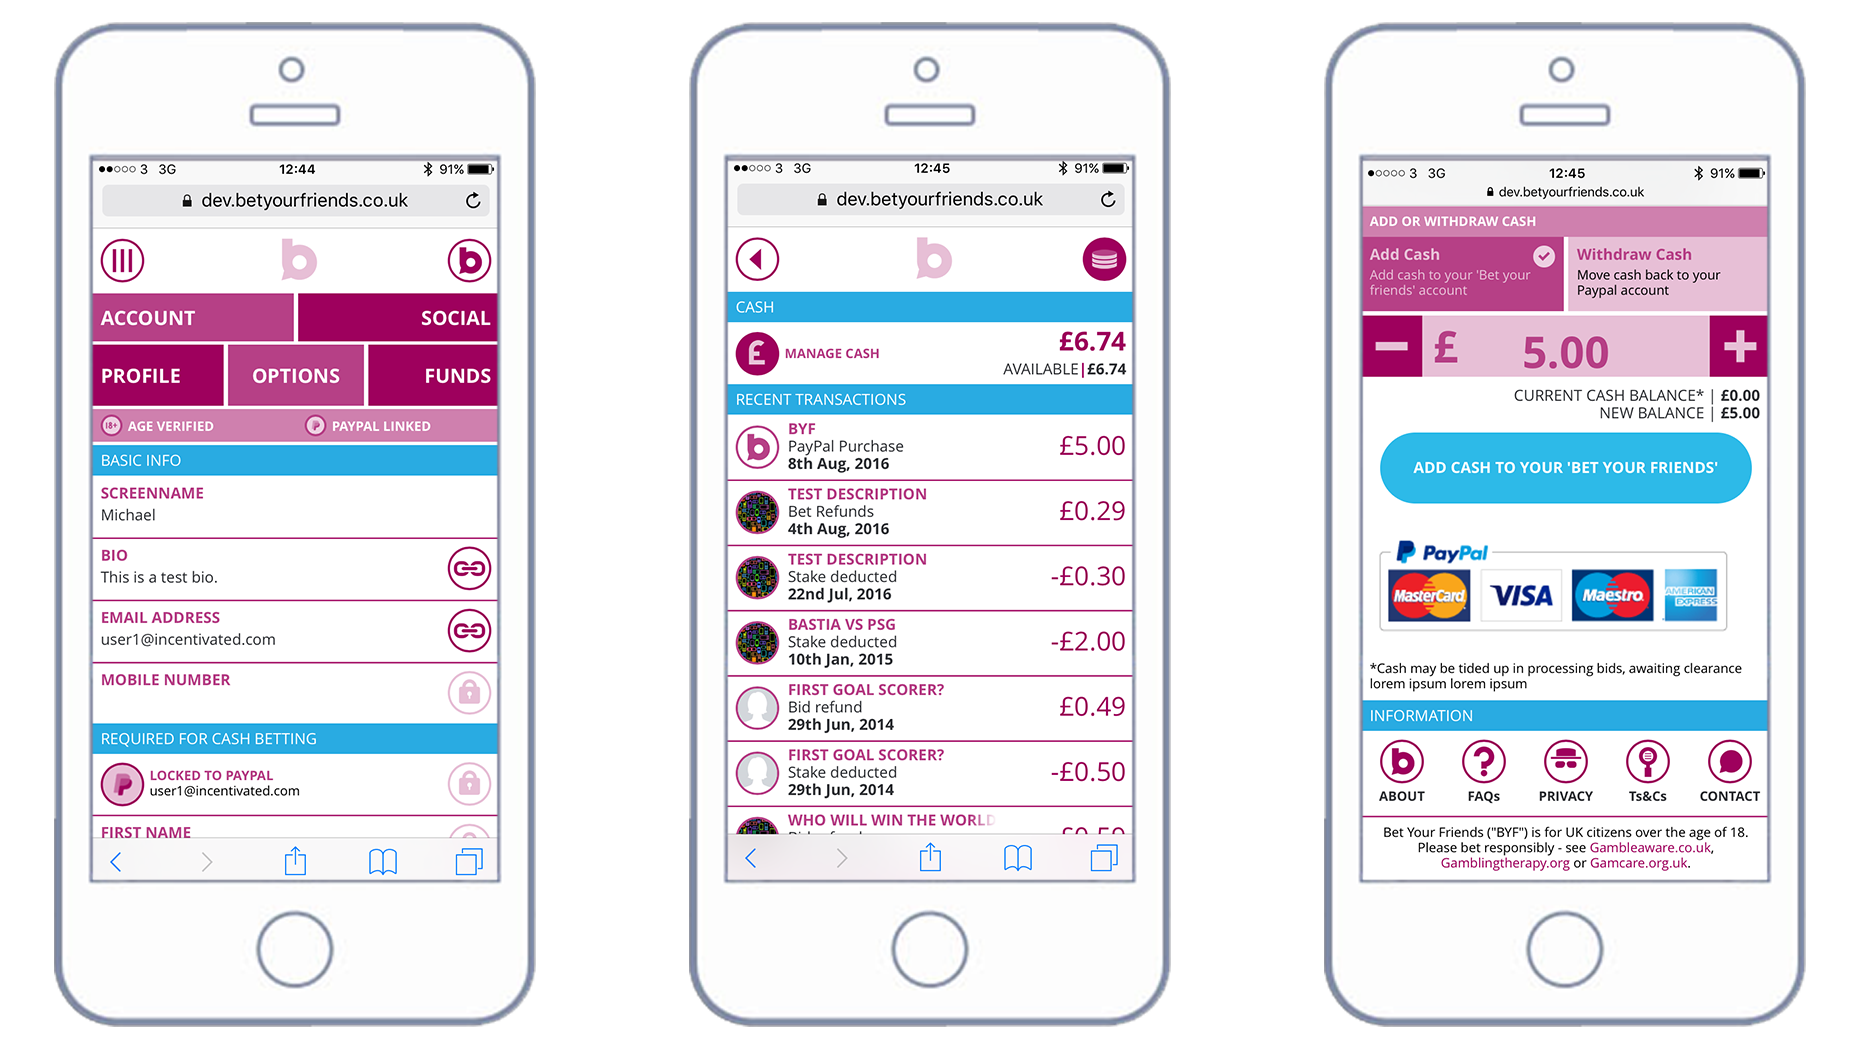 3 3G 12:44 91%
dev.betyourfriends.co.uk
b b
ACCOUNT SOCIAL
PROFILE OPTIONS FUNDS
18+ AGE VERIFIED P PAYPAL LINKED
BASIC INFO
SCREENNAME
Michael
BIO
This is a test bio.
EMAIL ADDRESS
user1@incentivated.com
MOBILE NUMBER
REQUIRED FOR CASH BETTING
LOCKED TO PAYPAL
user1@incentivated.com
FIRST NAME
3 3G 12:45 91%
dev.betyourfriends.co.uk
b
CASH
£ MANAGE CASH £6.74
AVAILABLE|£6.74
RECENT TRANSACTIONS
BYF
PayPal Purchase £5.00
8th Aug, 2016
TEST DESCRIPTION
Bet Refunds £0.29
4th Aug, 2016
TEST DESCRIPTION
Stake deducted -£0.30
22nd Jul, 2016
BASTIA VS PSG
Stake deducted -£2.00
10th Jan, 2015
FIRST GOAL SCORER?
Bid refund £0.49
29th Jun, 2014
FIRST GOAL SCORER?
Stake deducted -£0.50
29th Jun, 2014
WHO WILL WIN THE WORLD
3 3G 12:45 91%
dev.betyourfriends.co.uk
ADD OR WITHDRAW CASH
Add Cash
Add cash to your 'Bet your
friends' account
Withdraw Cash
Move cash back to your
Paypal account
− £ 5.00 +
CURRENT CASH BALANCE* | £0.00
NEW BALANCE | £5.00
ADD CASH TO YOUR 'BET YOUR FRIENDS'
PayPal
MasterCard VISA Maestro AMERICAN EXPRESS
*Cash may be tided up in processing bids, awaiting clearance
lorem ipsum lorem ipsum
INFORMATION
ABOUT FAQs PRIVACY Ts&Cs CONTACT
Bet Your Friends ("BYF") is for UK citizens over the age of 18.
Please bet responsibly - see Gambleaware.co.uk,
Gamblingtherapy.org or Gamcare.org.uk.